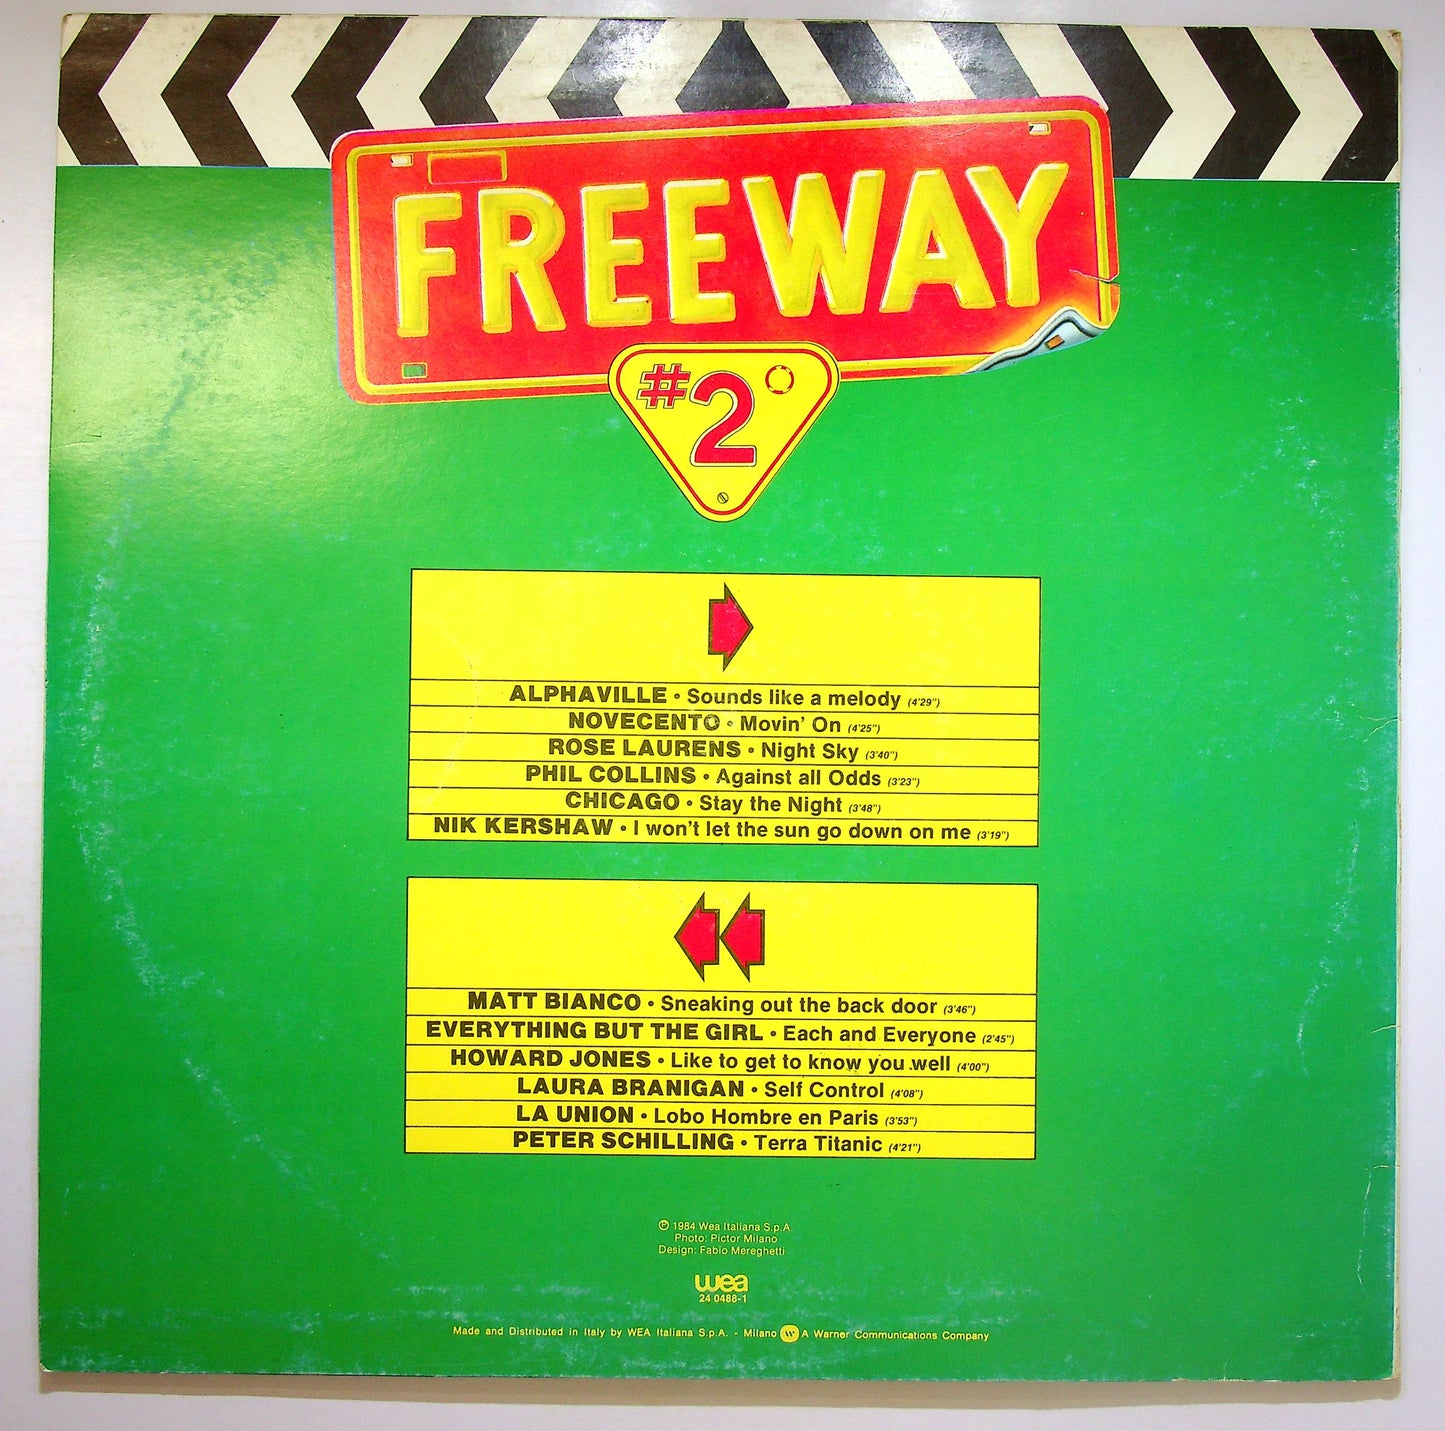 FREEWAY
#2
ALPHAVILLE • Sounds like a melody (4'29")
NOVECENTO • Movin' On (4'25")
ROSE LAURENS • Night Sky (3'40")
PHIL COLLINS • Against all Odds (3'23")
CHICAGO • Stay the Night (3'48")
NIK KERSHAW • I won't let the sun go down on me (3'19")
MATT BIANCO • Sneaking out the back door (3'46")
EVERYTHING BUT THE GIRL • Each and Everyone (2'45")
HOWARD JONES • Like to get to know you well (4'00")
LAURA BRANIGAN • Self Control (4'08")
LA UNION • Lobo Hombre en Paris (3'53")
PETER SCHILLING • Terra Titanic (4'21")
℗ 1984 Wea Italiana S.p.A.
Photo: Pictor Milano
Design: Fabio Mereghetti
wea
24 0488-1
Made and Distributed in Italy by WEA Italiana S.p.A. - Milano w A Warner Communications Company